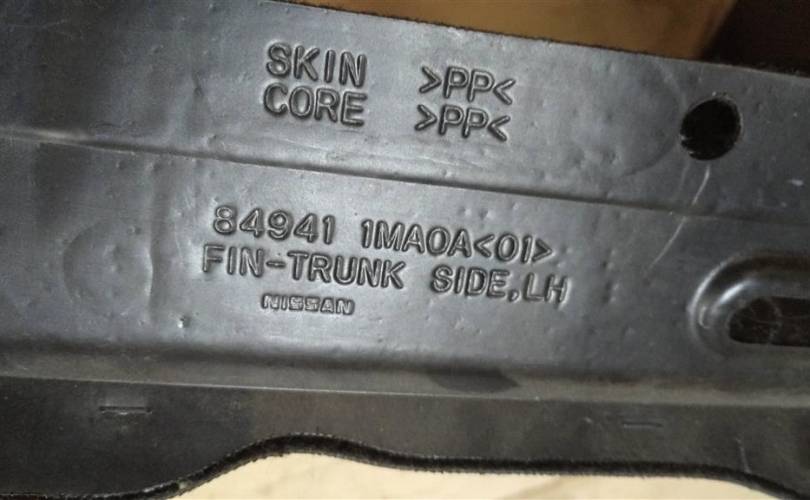 SKIN >PP<
CORE >PP<
84941 1MA0A<01>
FIN-TRUNK SIDE,LH
NISSAN